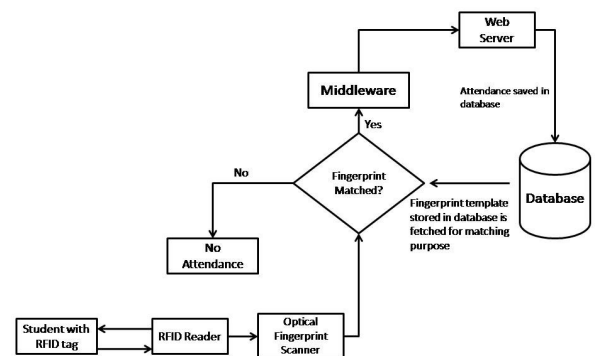 Web
Server
Middleware
Attendance saved in
database
Yes
No
Fingerprint
Matched?
Database
Fingerprint template
stored in database is
fetched for matching
purpose
No
Attendance
Student with
RFID tag
RFID Reader
Optical
Fingerprint
Scanner